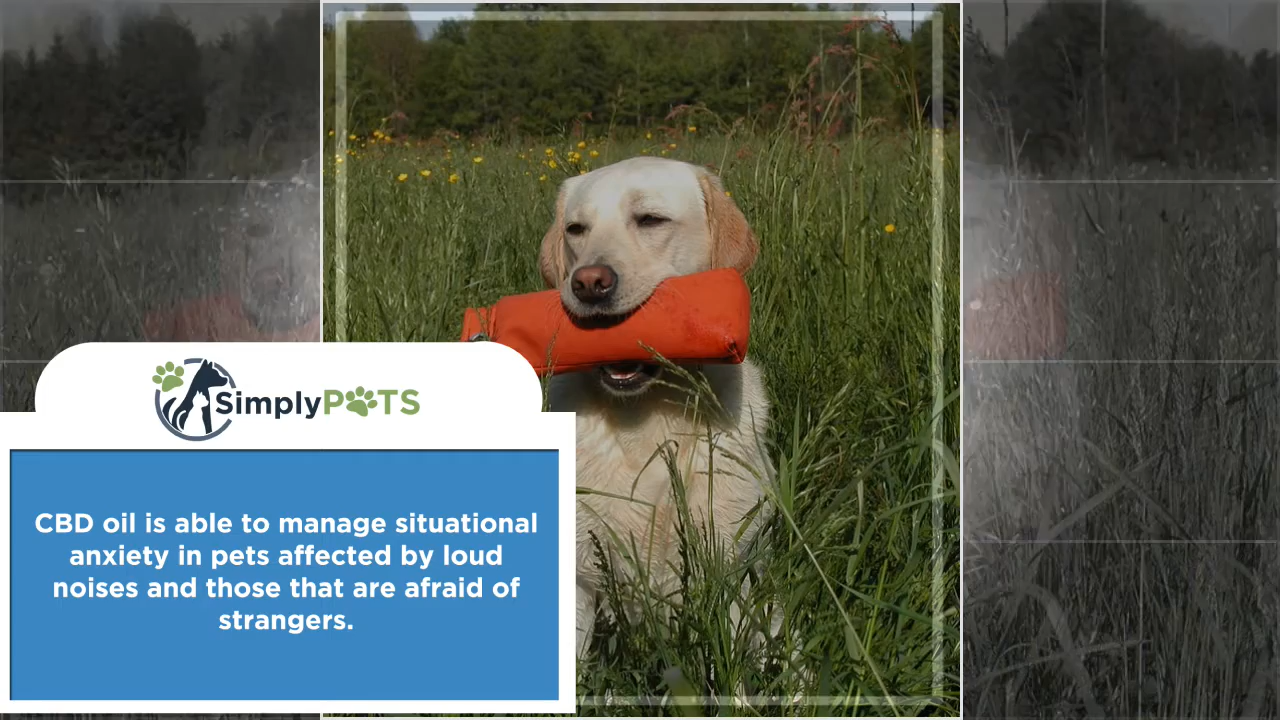 SimplyPATS
CBD oil is able to manage situational
anxiety in pets affected by loud
noises and those that are afraid of
strangers.